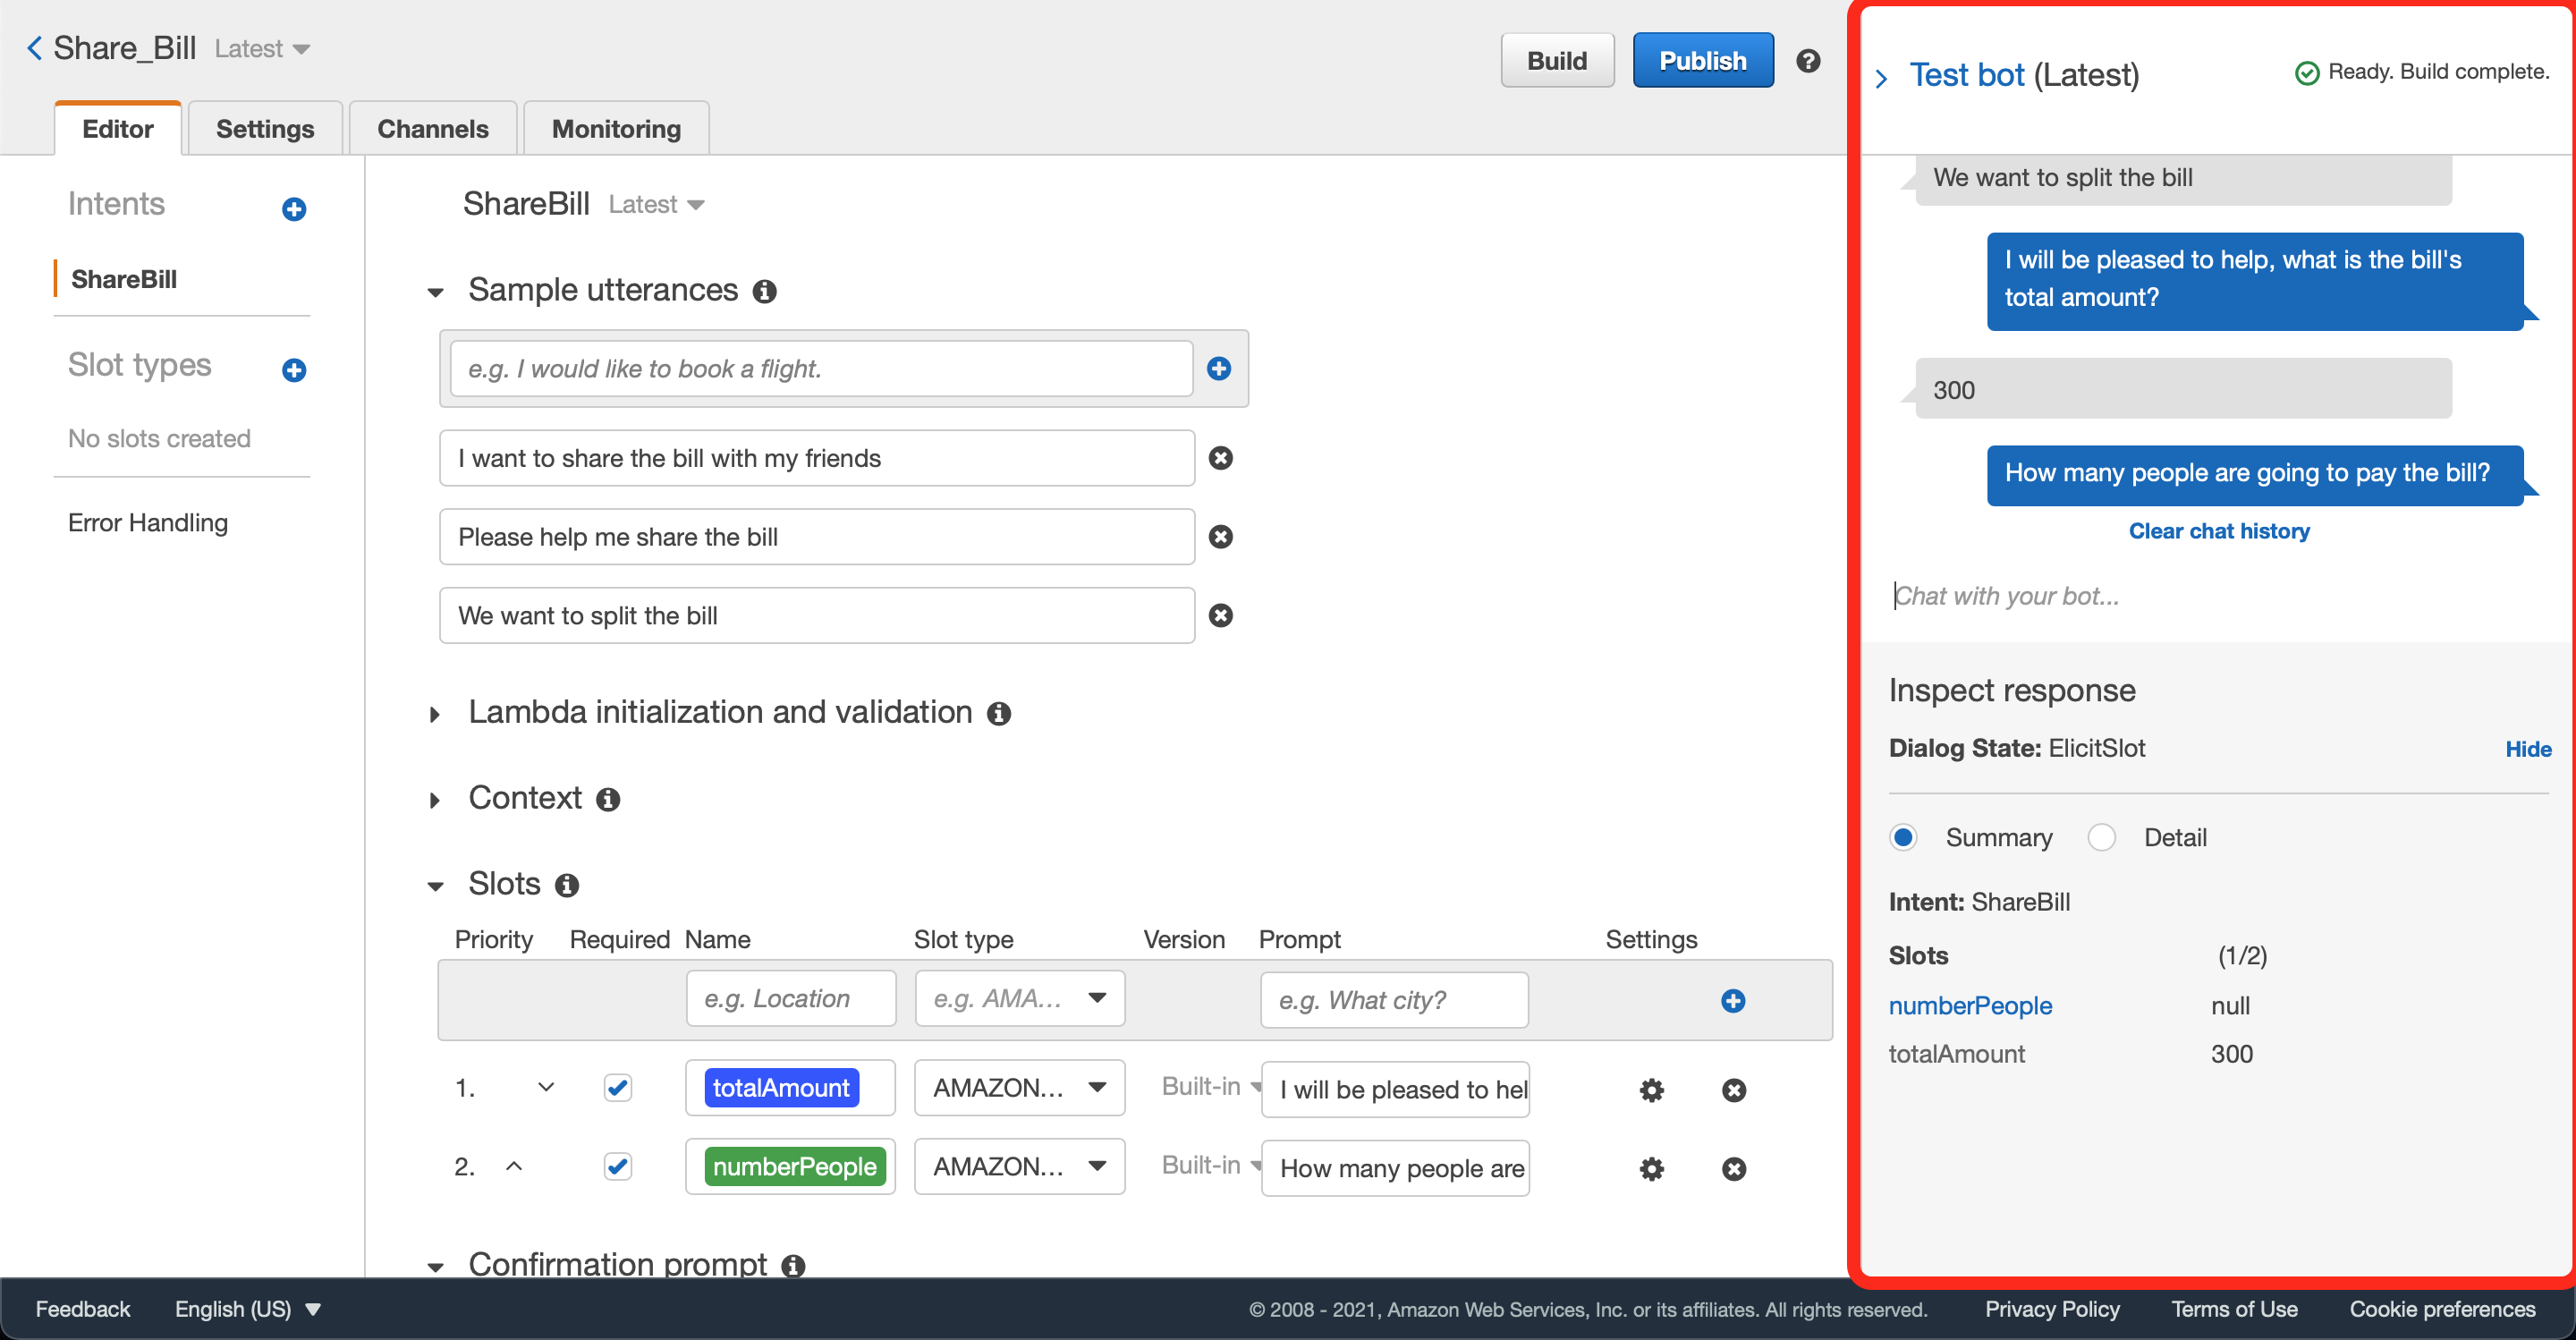 Share_Bill Latest
Build
Publish
Editor
Settings
Channels
Monitoring
Intents
ShareBill
Slot types
No slots created
Error Handling
ShareBill Latest
Sample utterances
e.g. I would like to book a flight.
I want to share the bill with my friends
Please help me share the bill
We want to split the bill
Lambda initialization and validation
Context
Slots
Priority Required Name Slot type Version Prompt Settings
e.g. Location e.g. AMA... e.g. What city?
1. totalAmount AMAZON... Built-in I will be pleased to hel
2. numberPeople AMAZON... Built-in How many people are
Confirmation prompt
Test bot (Latest)
Ready. Build complete.
We want to split the bill
I will be pleased to help, what is the bill's
total amount?
300
How many people are going to pay the bill?
Clear chat history
Chat with your bot...
Inspect response
Dialog State: ElicitSlot
Hide
Summary Detail
Intent: ShareBill
Slots (1/2)
numberPeople null
totalAmount 300
Feedback English (US) © 2008 - 2021, Amazon Web Services, Inc. or its affiliates. All rights reserved. Privacy Policy Terms of Use Cookie preferences